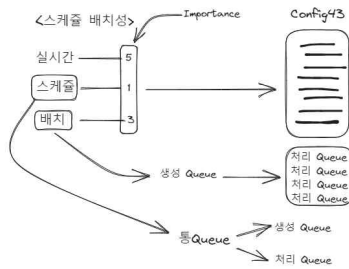 <스케쥴 배치성>
Importance
Config43
실시간
5
스케쥴
1
배치
3
생성 Queue
처리 Queue
처리 Queue
처리 Queue
처리 Queue
통Queue
생성 Queue
처리 Queue